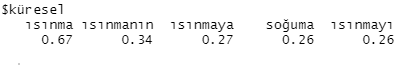 $küresel
ısınma ısınmanın ısınmaya soğuma ısınmayı
0.67 0.34 0.27 0.26 0.26